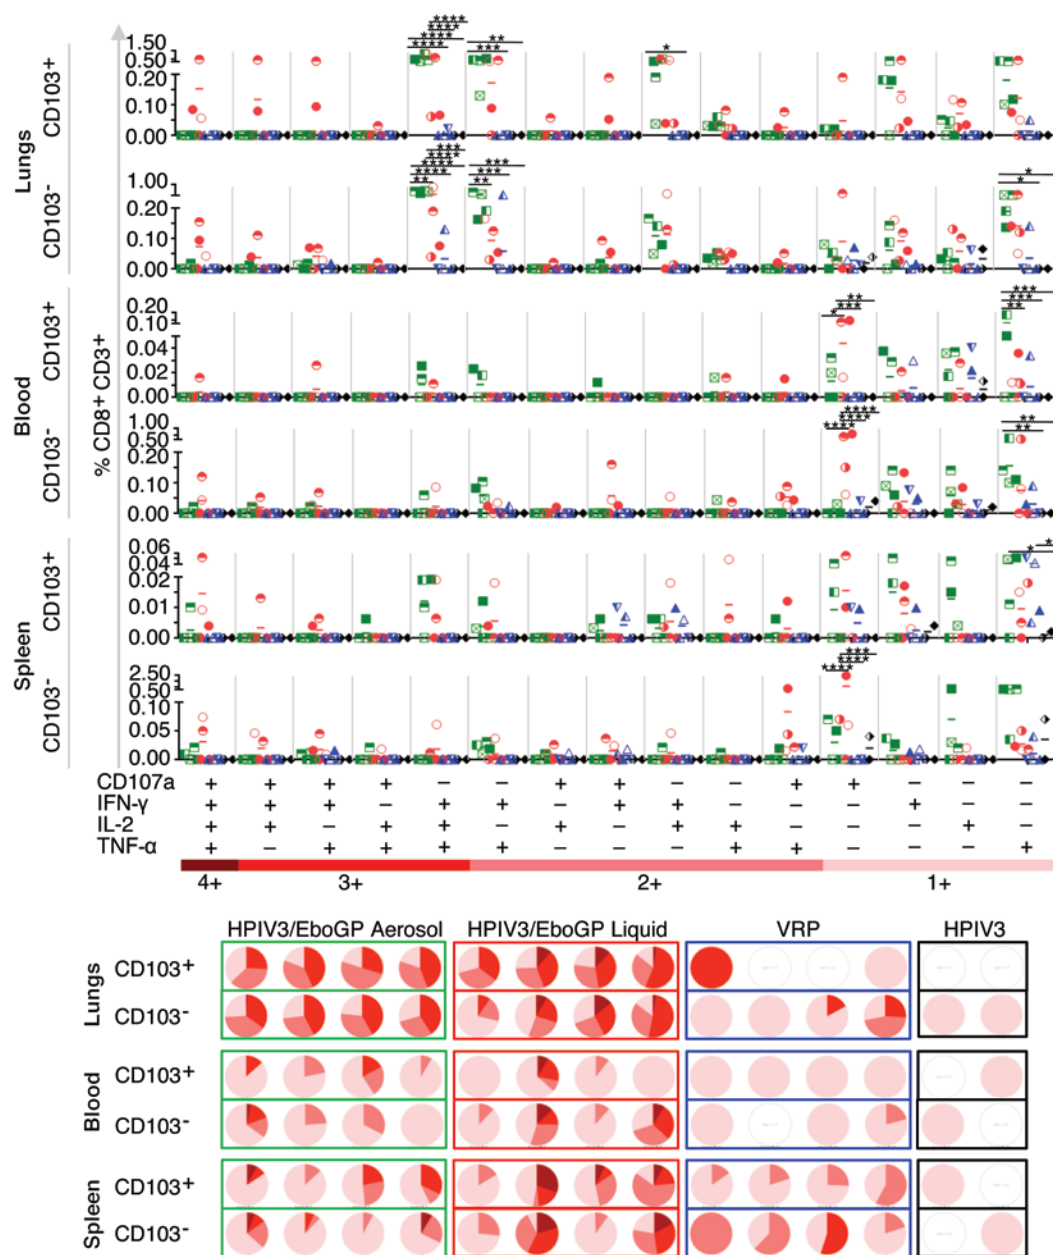 % CD8+ CD3+
Lungs
CD103+
1.50
0.50
0.20
0.10
0.00
**** **** **** ****
** ***
*
CD103-
1.00
0.20
0.10
0.00
*** **** **** **** **
*** *** **
* *
Blood
CD103+
0.20
0.10
0.04
0.02
0.00
** *** *
*** *** **
CD103-
1.00
0.50
0.20
0.10
0.00
**** **** ****
** **
Spleen
CD103+
0.06
0.04
0.02
0.01
0.00
* *
CD103-
2.50
0.50
0.10
0.05
0.00
*** **** ****
CD107a + + + + – – + + – – + + – – –
IFN-γ + + + – + + – + + – – – + – –
IL-2 + + – + + – + – + + – – – + –
TNF-α + – + + + + – – – + + – – – +
4+ 3+ 2+ 1+
HPIV3/EboGP Aerosol HPIV3/EboGP Liquid VRP HPIV3
Lungs
CD103+
CD103-
Blood
CD103+
CD103-
Spleen
CD103+
CD103-